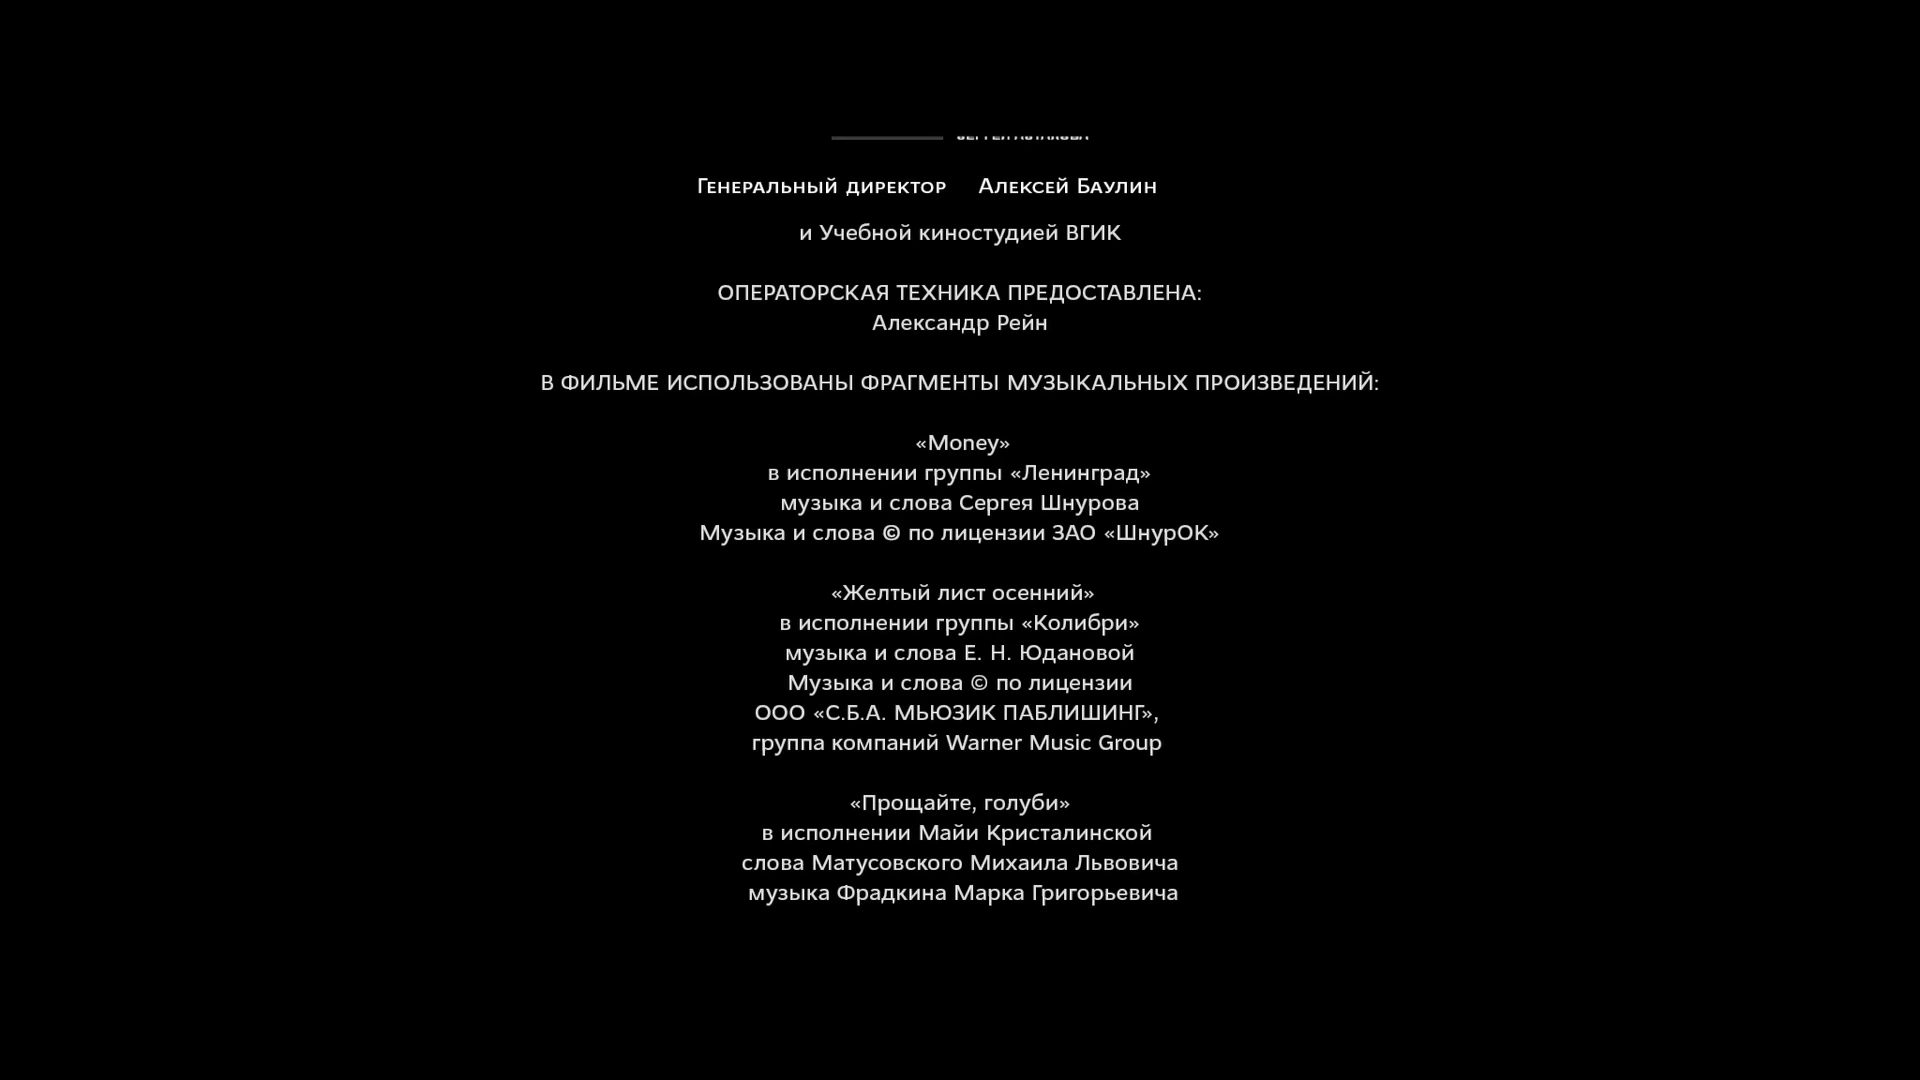 Генеральный директор Алексей Баулин
и Учебной киностудией ВГИК
ОПЕРАТОРСКАЯ ТЕХНИКА ПРЕДОСТАВЛЕНА:
Александр Рейн
В ФИЛЬМЕ ИСПОЛЬЗОВАНЫ ФРАГМЕНТЫ МУЗЫКАЛЬНЫХ ПРОИЗВЕДЕНИЙ:
«Money»
в исполнении группы «Ленинград»
музыка и слова Сергея Шнурова
Музыка и слова © по лицензии ЗАО «ШнурОК»
«Желтый лист осенний»
в исполнении группы «Колибри»
музыка и слова Е. Н. Юдановой
Музыка и слова © по лицензии
ООО «С.Б.А. МЬЮЗИК ПАБЛИШИНГ»,
группа компаний Warner Music Group
«Прощайте, голуби»
в исполнении Майи Кристалинской
слова Матусовского Михаила Львовича
музыка Фрадкина Марка Григорьевича